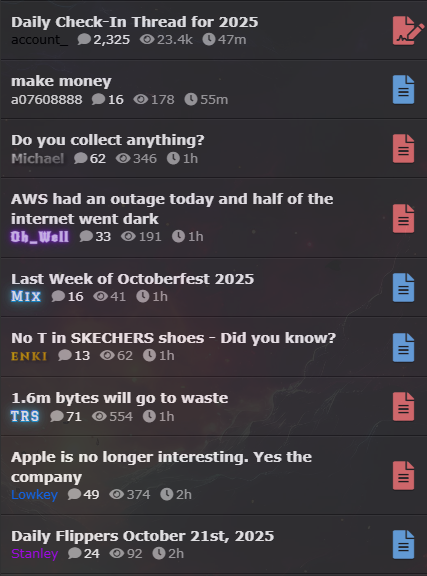 Daily Check-In Thread for 2025
account_ 2,325 23.4k 47m
make money
a07608888 16 178 55m
Do you collect anything?
Michael 62 346 1h
AWS had an outage today and half of the
internet went dark
Oh_Well 33 191 1h
Last Week of Octoberfest 2025
Mix 16 41 1h
No T in SKECHERS shoes - Did you know?
ENKI 13 62 1h
1.6m bytes will go to waste
TRS 71 554 1h
Apple is no longer interesting. Yes the
company
Lowkey 49 374 2h
Daily Flippers October 21st, 2025
Stanley 24 92 2h